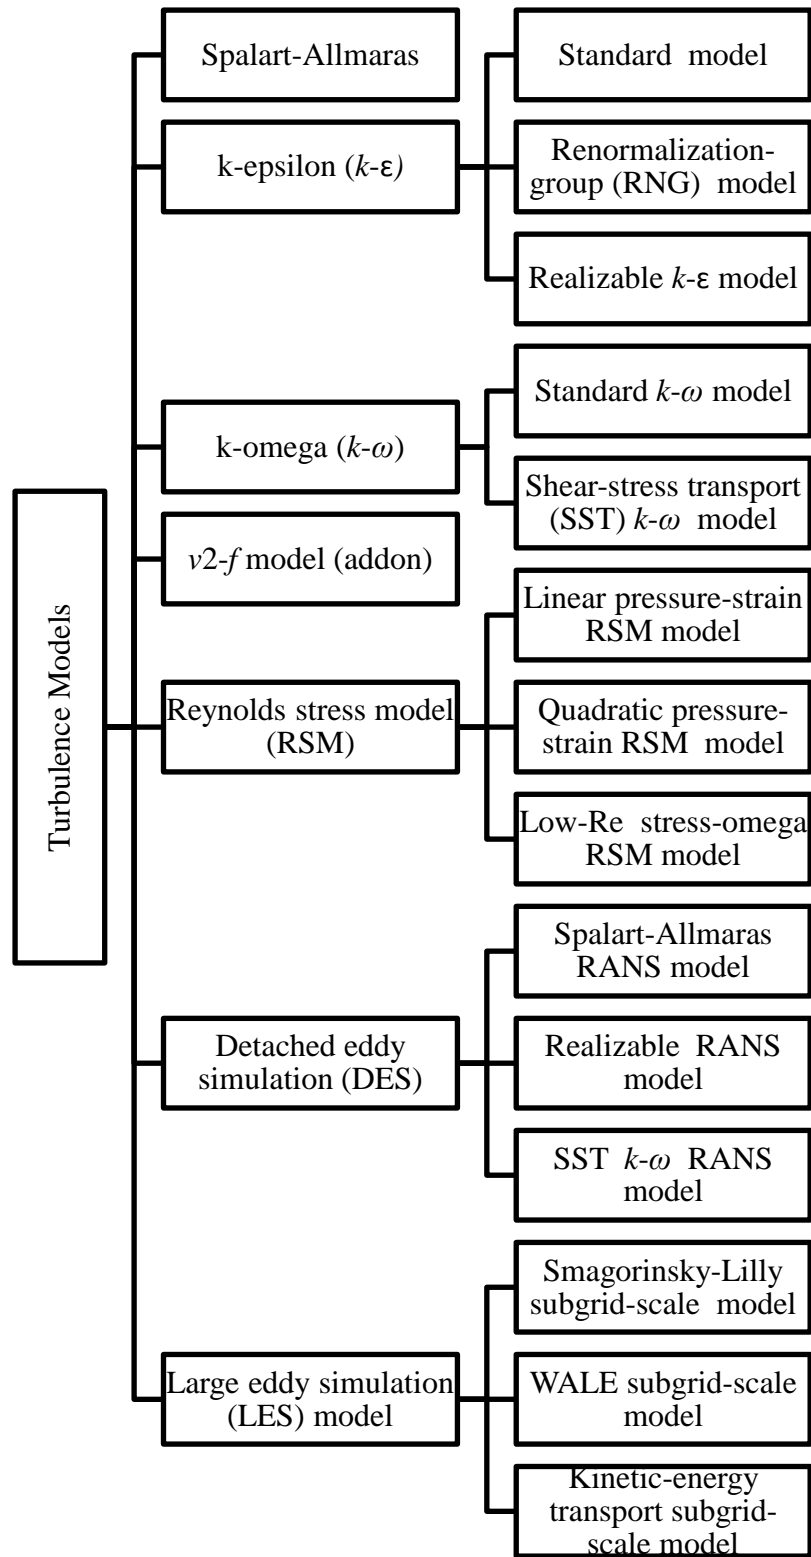 Turbulence Models
Spalart-Allmaras
k-epsilon (k-ε)
Standard model
Renormalization-
group (RNG) model
Realizable k-ε model
k-omega (k-ω)
Standard k-ω model
Shear-stress transport
(SST) k-ω model
v2-f model (addon)
Reynolds stress model
(RSM)
Linear pressure-strain
RSM model
Quadratic pressure-
strain RSM model
Low-Re stress-omega
RSM model
Detached eddy
simulation (DES)
Spalart-Allmaras
RANS model
Realizable RANS
model
SST k-ω RANS
model
Large eddy simulation
(LES) model
Smagorinsky-Lilly
subgrid-scale model
WALE subgrid-scale
model
Kinetic-energy
transport subgrid-
scale model